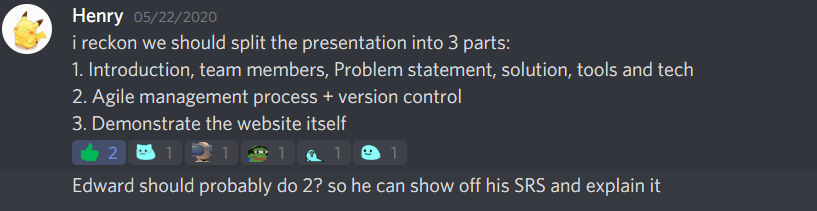 Henry 05/22/2020
i reckon we should split the presentation into 3 parts:
1. Introduction, team members, Problem statement, solution, tools and tech
2. Agile management process + version control
3. Demonstrate the website itself
2 1 1 1 1 1
Edward should probably do 2? so he can show off his SRS and explain it